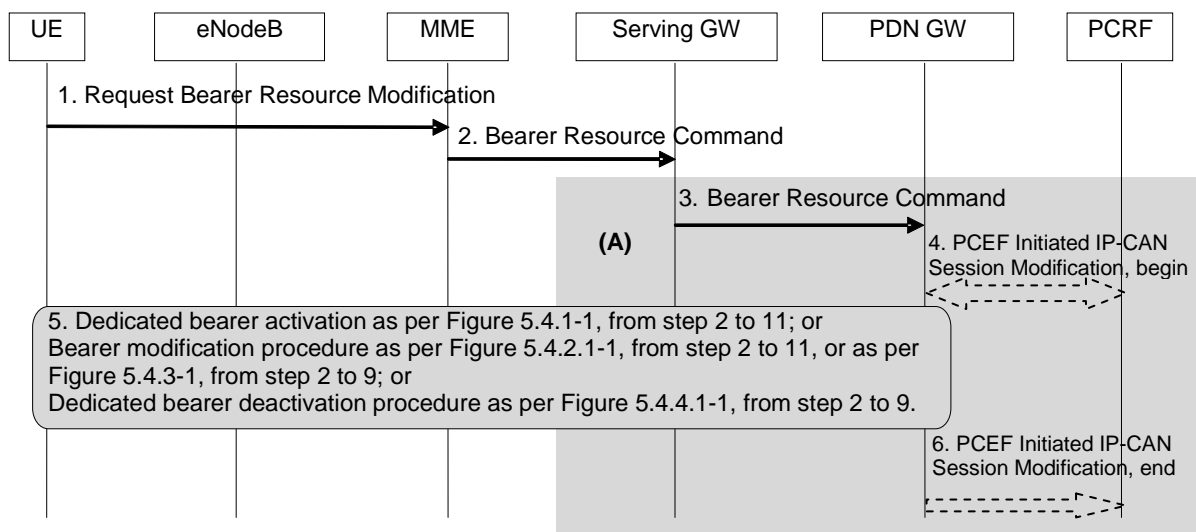 UE
eNodeB
MME
Serving GW
PDN GW
PCRF
1. Request Bearer Resource Modification
2. Bearer Resource Command
3. Bearer Resource Command
(A)
4. PCEF Initiated IP-CAN
Session Modification, begin
5. Dedicated bearer activation as per Figure 5.4.1-1, from step 2 to 11; or
Bearer modification procedure as per Figure 5.4.2.1-1, from step 2 to 11, or as per
Figure 5.4.3-1, from step 2 to 9; or
Dedicated bearer deactivation procedure as per Figure 5.4.4.1-1, from step 2 to 9.
6. PCEF Initiated IP-CAN
Session Modification, end